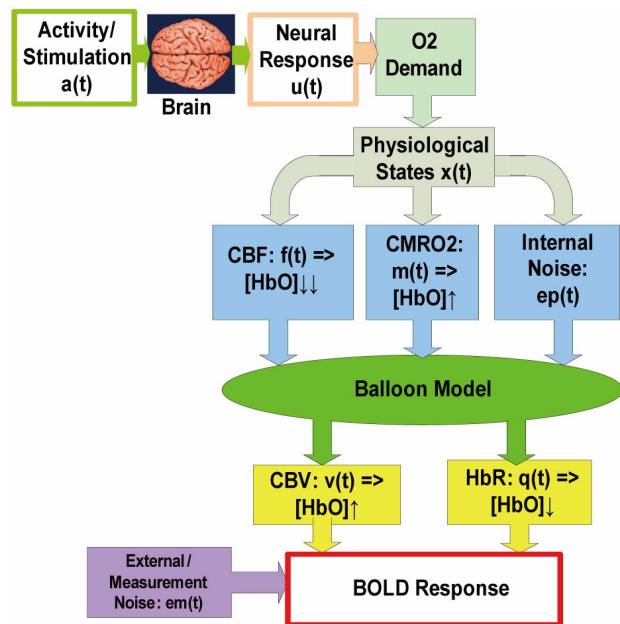 Activity/
Stimulation
a(t)
Brain
Neural
Response
u(t)
O2
Demand
Physiological
States x(t)
CBF: f(t) =>
[HbO]↓↓
CMRO2:
m(t) =>
[HbO]↑
Internal
Noise:
ep(t)
Balloon Model
CBV: v(t) =>
[HbO]↑
HbR: q(t) =>
[HbO]↓
External/
Measurement
Noise: em(t)
BOLD Response